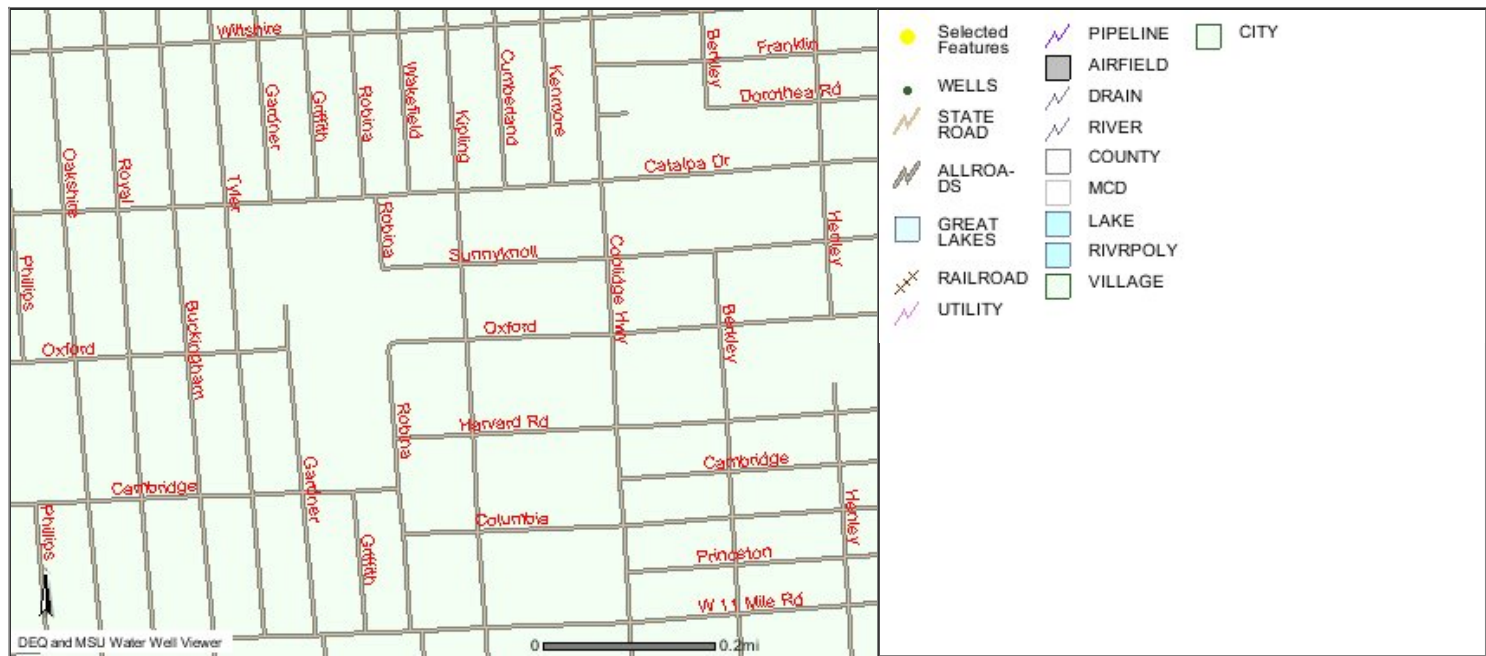 Wiltshire
Franklin
Berkley
Dorothea Rd
Gardner
Griffith
Robina
Wakefield
Kipling
Cumberland
Kenmore
Catalpa Dr
Oakshire
Royal
Tyler
Robina
Sunnyknoll
Coolidge Hwy
Henley
Phillips
Buckingham
Oxford
Oxford
Berkley
Robina
Harvard Rd
Cambridge
Gardner
Cambridge
Henley
Phillips
Columbia
Griffith
Princeton
W 11 Mile Rd
DEQ and MSU Water Well Viewer
0
0.2mi
Selected
Features
WELLS
STATE
ROAD
ALLROA-
DS
GREAT
LAKES
RAILROAD
UTILITY
PIPELINE
AIRFIELD
DRAIN
RIVER
COUNTY
MCD
LAKE
RIVRPOLY
VILLAGE
CITY